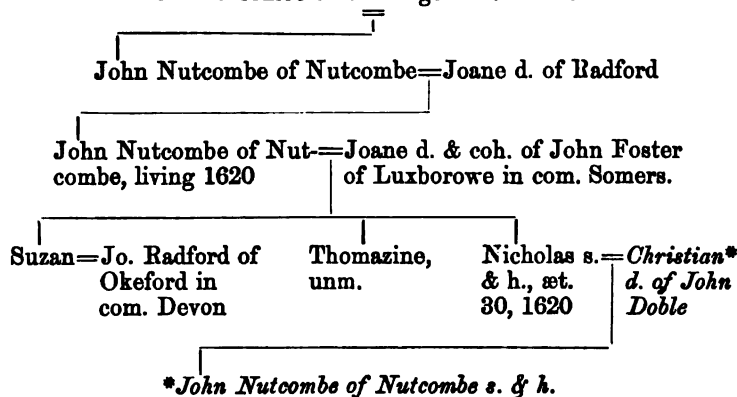 John Nutcombe of Nutcombe=Joane d. of Radford
John Nutcombe of Nut-=Joane d. & coh. of John Foster
combe, living 1620 of Luxborowe in com. Somers.
Suzan=Jo. Radford of Thomazine, Nicholas s.=Christian*
Okeford in unm. & h., æt. d. of John
com. Devon 30, 1620 Doble
*John Nutcombe of Nutcombe s. & h.